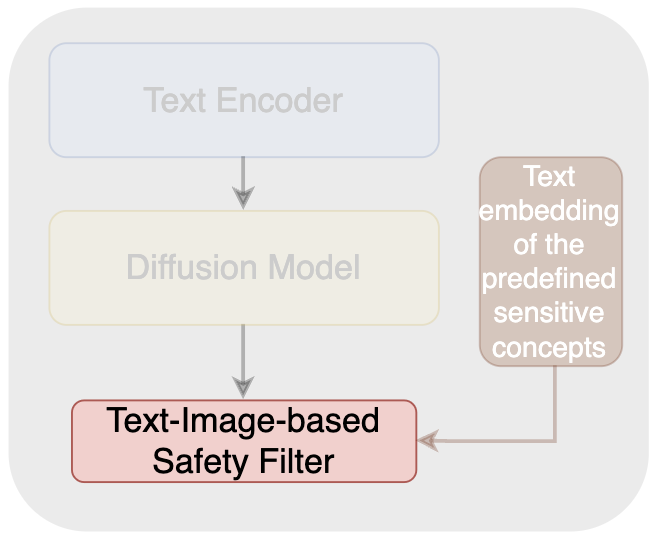 Text Encoder
Diffusion Model
Text-Image-based
Safety Filter
Text
embedding
of the
predefined
sensitive
concepts